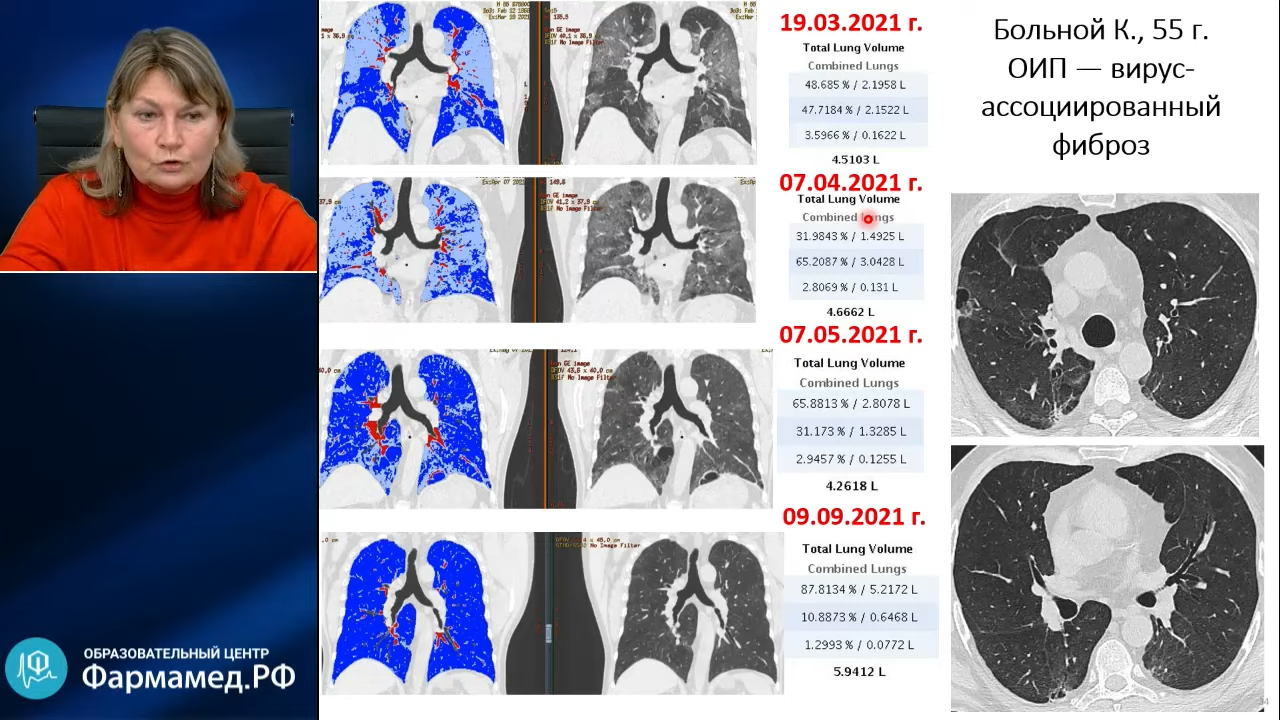 19.03.2021 г.
Total Lung Volume
Combined Lungs
48.685 % / 2.1958 L
47.7184 % / 2.1522 L
3.5966 % / 0.1622 L
4.5103 L
07.04.2021 г.
Total Lung Volume
Combined Lungs
31.9843 % / 1.4925 L
65.2087 % / 3.0428 L
2.8069 % / 0.131 L
4.6662 L
07.05.2021 г.
Total Lung Volume
Combined Lungs
65.8813 % / 2.8078 L
31.173 % / 1.3285 L
2.9457 % / 0.1255 L
4.2618 L
09.09.2021 г.
Total Lung Volume
Combined Lungs
87.8134 % / 5.2172 L
10.8873 % / 0.6468 L
1.2993 % / 0.0772 L
5.9412 L
Больной К., 55 г.
ОИП — вирус-
ассоциированный
фиброз
ОБРАЗОВАТЕЛЬНЫЙ ЦЕНТР
Фармамед.РФ